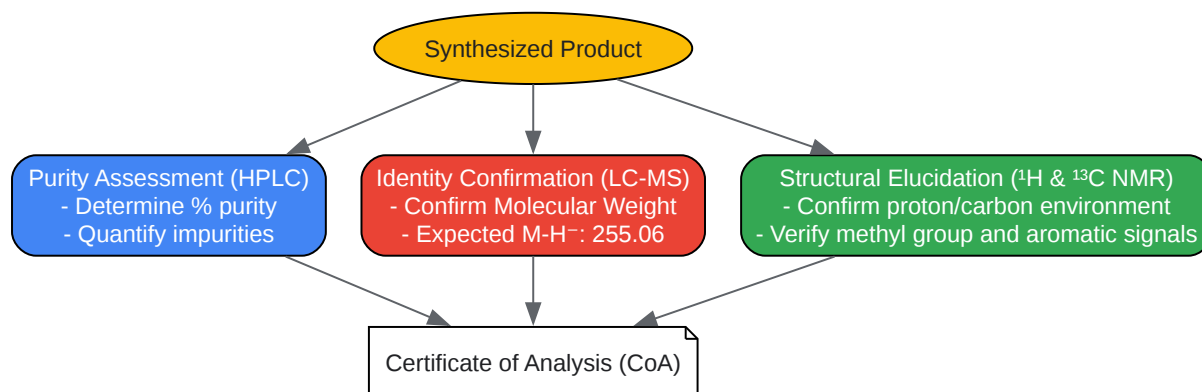 Synthesized Product
Purity Assessment (HPLC)
- Determine % purity
- Quantify impurities
Identity Confirmation (LC-MS)
- Confirm Molecular Weight
- Expected M-H⁻: 255.06
Structural Elucidation (¹H & ¹³C NMR)
- Confirm proton/carbon environment
- Verify methyl group and aromatic signals
Certificate of Analysis (CoA)